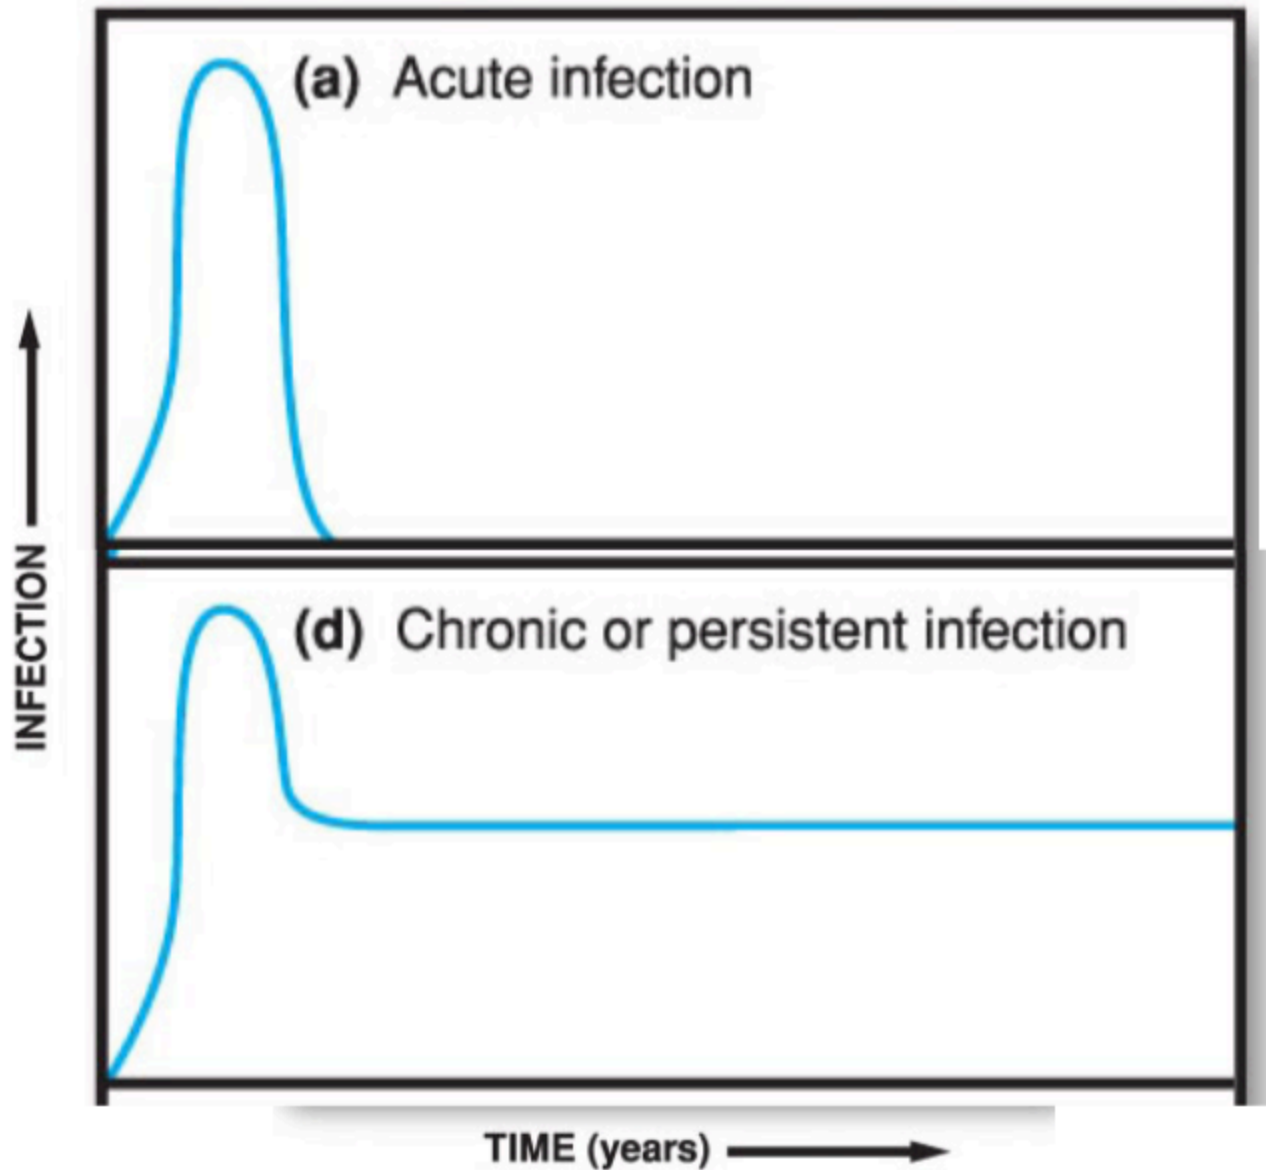 (a) Acute infection
INFECTION
(d) Chronic or persistent infection
TIME (years)